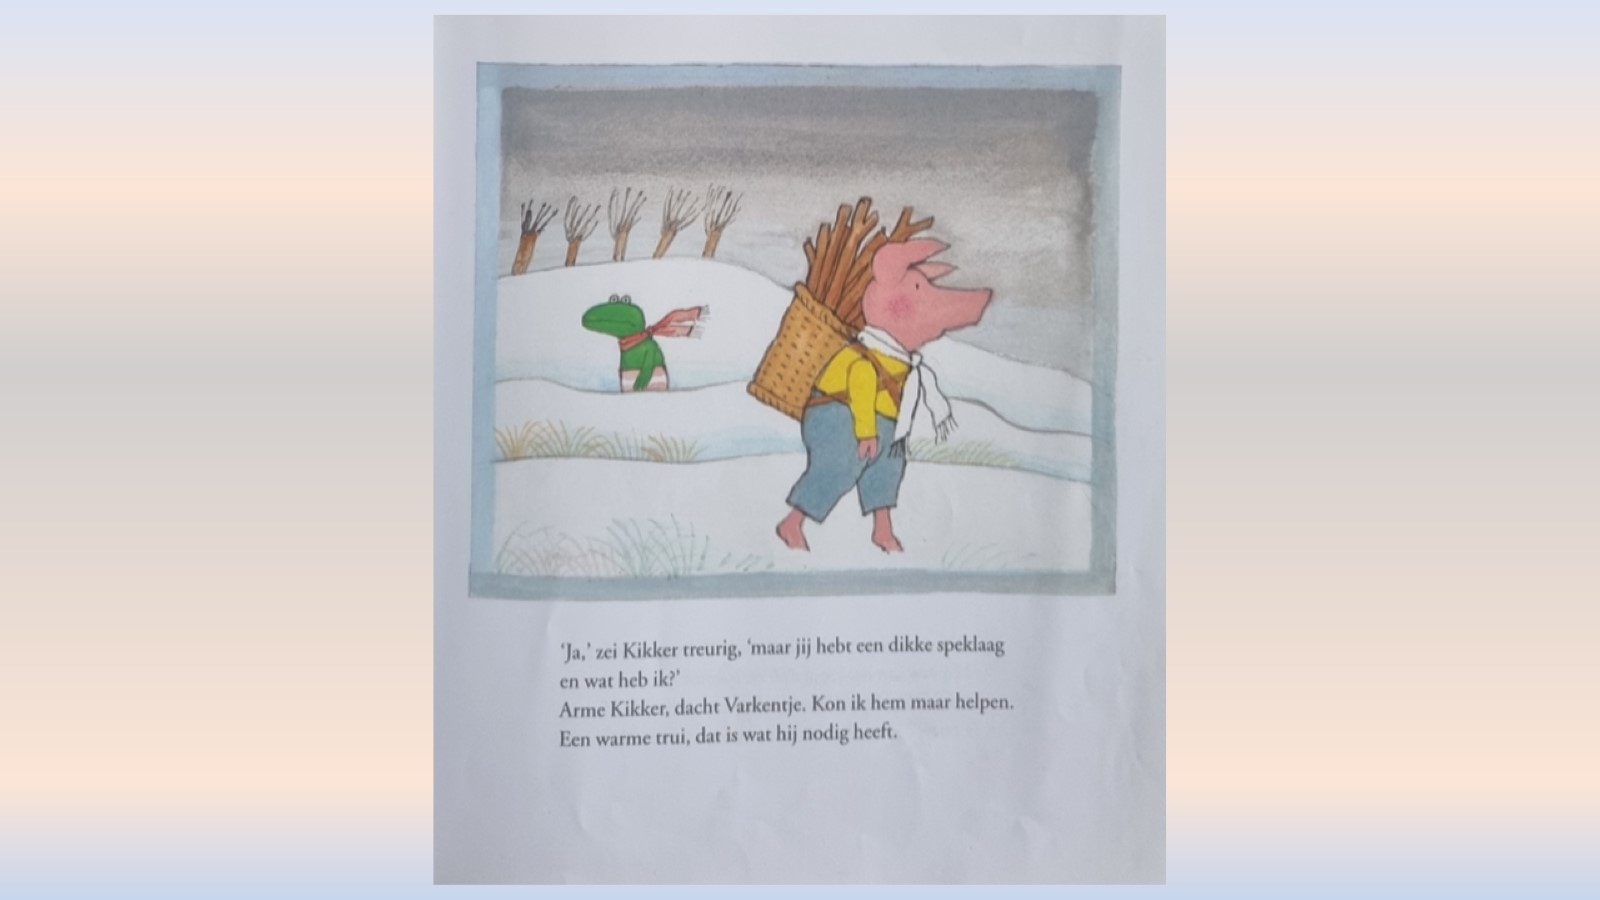 ‘Ja,’ zei Kikker treurig, ‘maar jij hebt een dikke speklaag
en wat heb ik?’
Arme Kikker, dacht Varkentje. Kon ik hem maar helpen.
Een warme trui, dat is wat hij nodig heeft.